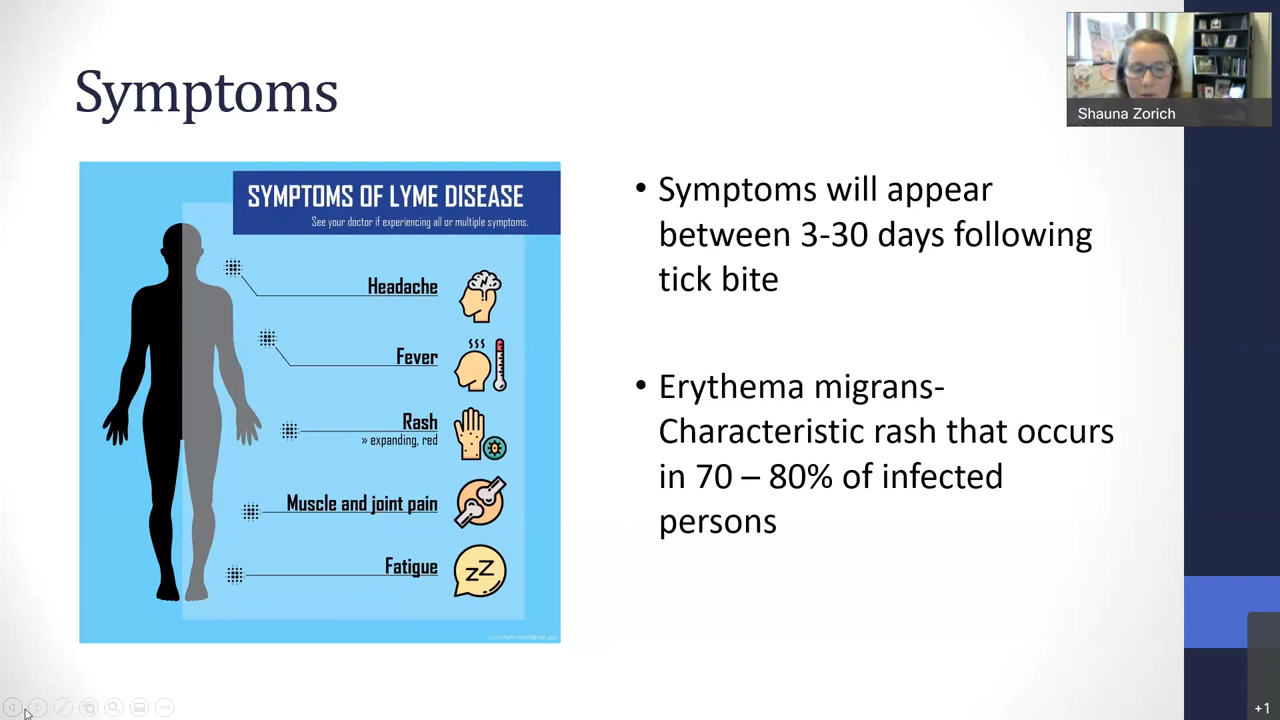 Symptoms
Shauna Zorich
SYMPTOMS OF LYME DISEASE
See your doctor if experiencing all or multiple symptoms.
Headache
Fever
Rash
» expanding, red
Muscle and joint pain
Fatigue
zZ
• Symptoms will appear
between 3-30 days following
tick bite
• Erythema migrans-
Characteristic rash that occurs
in 70 – 80% of infected
persons
+1